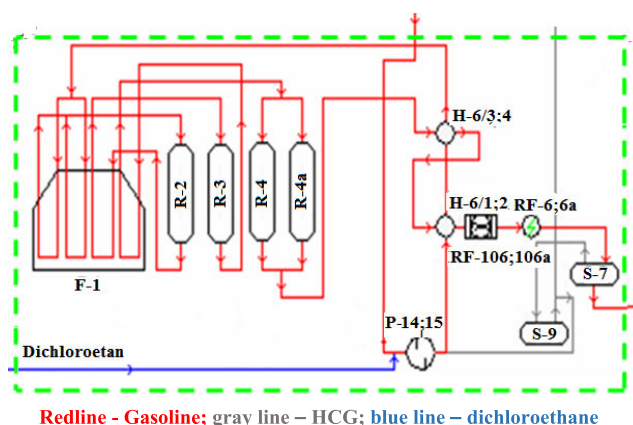 H-6/3;4
R-2
R-3
R-4
R-4a
H-6/1;2
RF-6;6a
RF-106;106a
S-7
F-1
P-14;15
S-9
Dichloroetan
Redline - Gasoline; gray line – HCG; blue line – dichloroethane